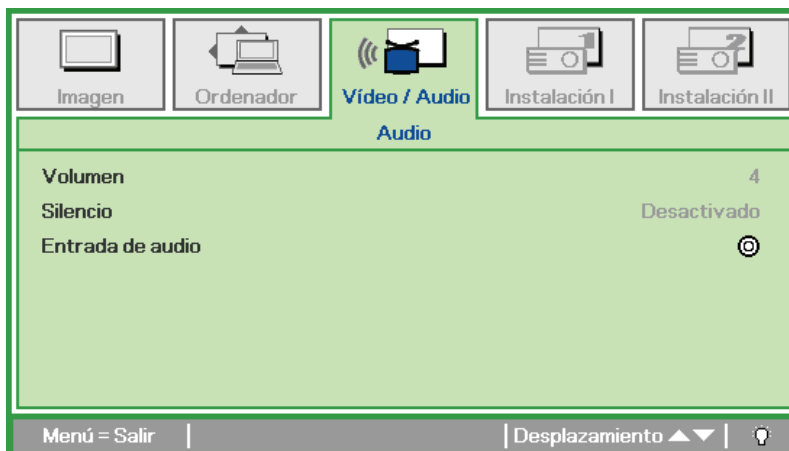 Imagen
Ordenador
Vídeo / Audio
Instalación I
Instalación II
Audio
Volumen 4
Silencio Desactivado
Entrada de audio
Menú = Salir
Desplazamiento